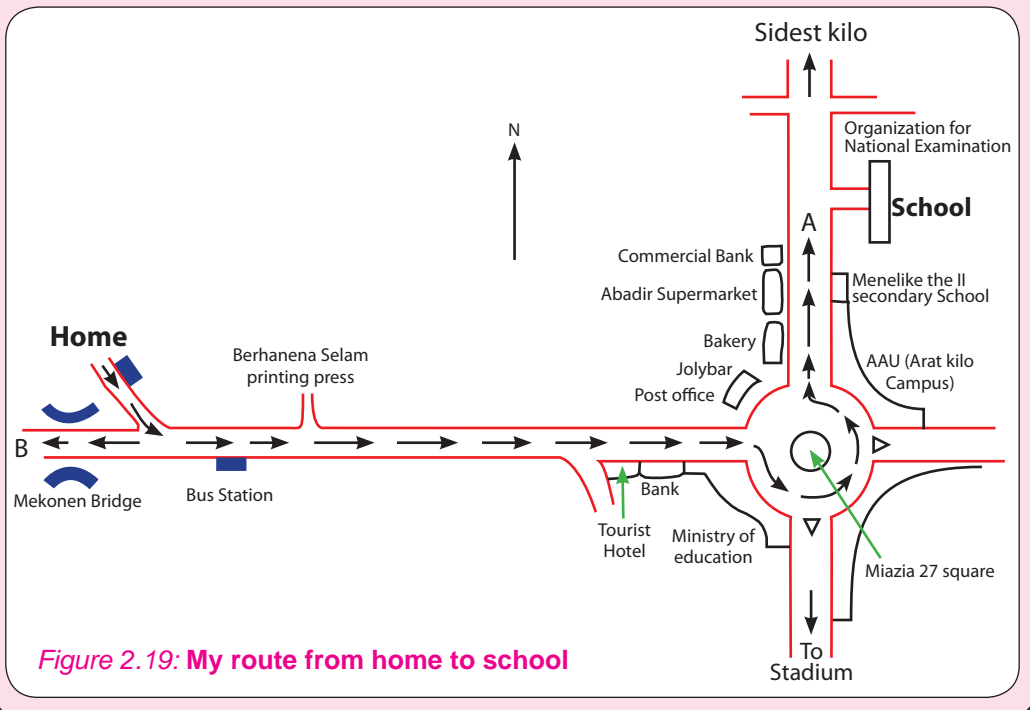 Sidest kilo
N
Organization for
National Examination
School
A
Commercial Bank
Abadir Supermarket
Menelike the II
secondary School
Home
Berhanena Selam
printing press
Bakery
Jolybar
Post office
AAU (Arat kilo
Campus)
B
Mekonen Bridge
Bus Station
Bank
Tourist
Hotel
Ministry of
education
Miazia 27 square
To
Stadium
Figure 2.19: My route from home to school